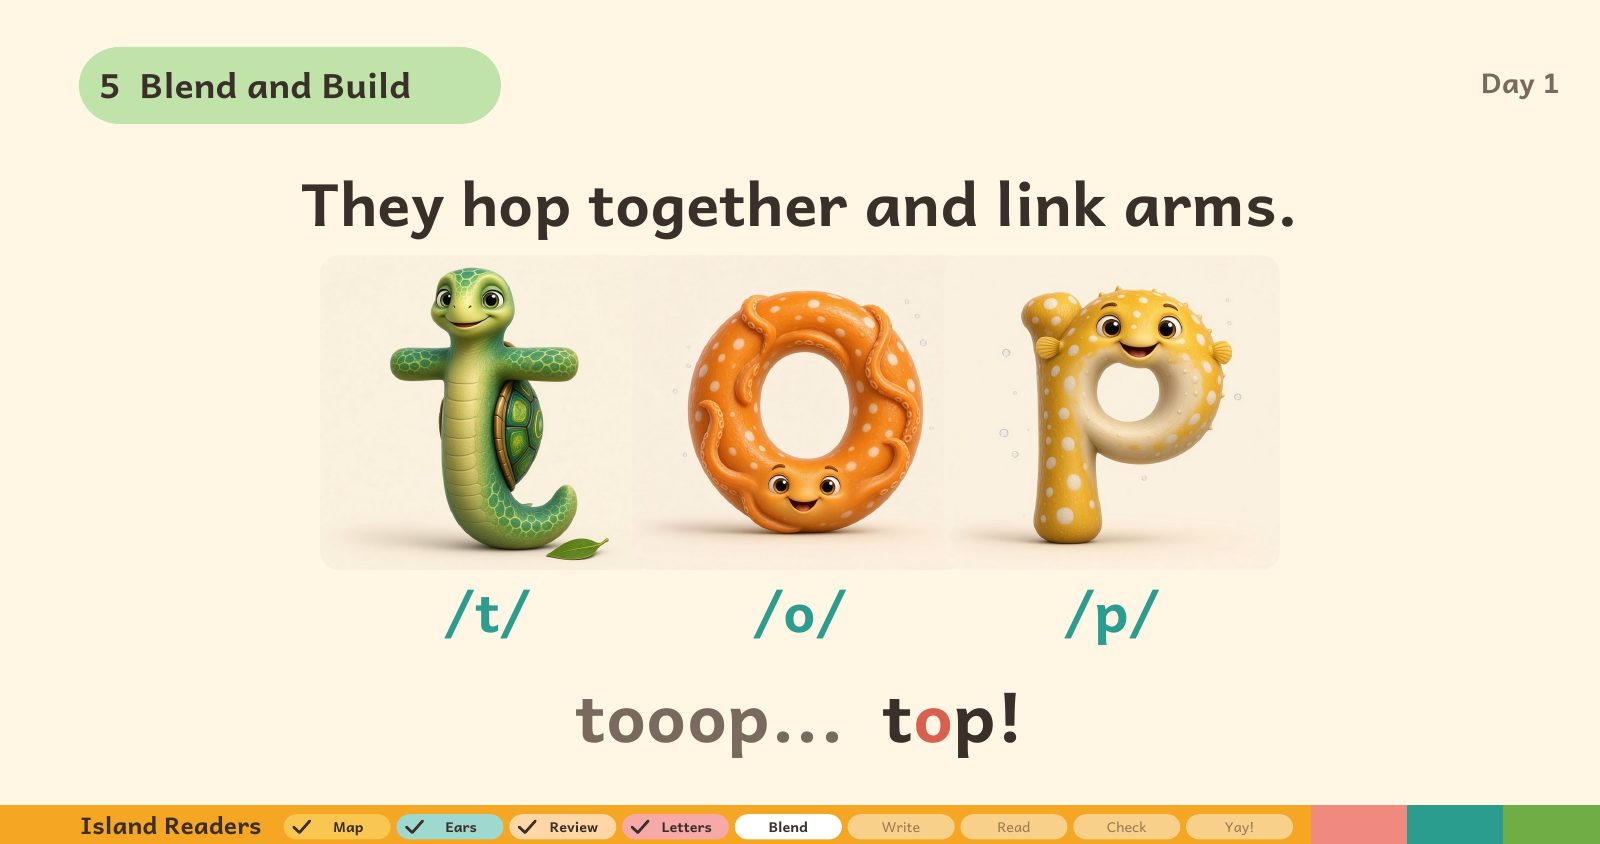 5 Blend and Build
Day 1
They hop together and link arms.
/t/ /o/ /p/
tooop... top!
Island Readers Map Ears Review Letters Blend Write Read Check Yay!